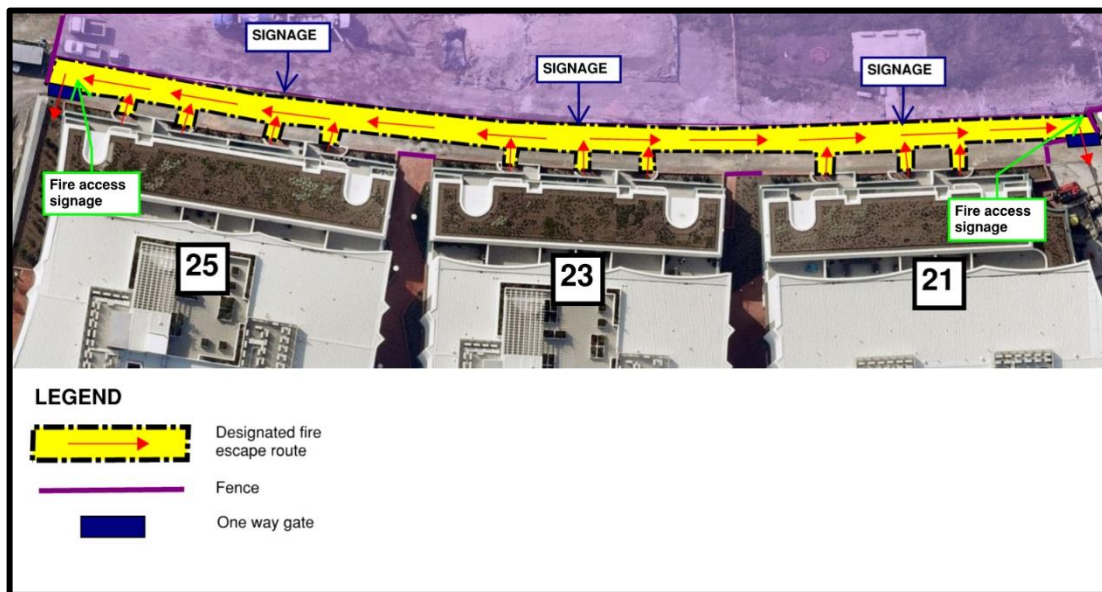 SIGNAGE
SIGNAGE
SIGNAGE
Fire access
signage
Fire access
signage
25
23
21
LEGEND
Designated fire
escape route
Fence
One way gate